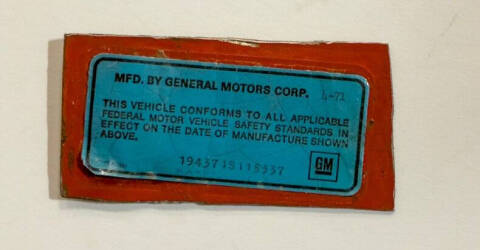 MFD. BY GENERAL MOTORS CORP. 4-71
THIS VEHICLE CONFORMS TO ALL APPLICABLE
FEDERAL MOTOR VEHICLE SAFETY STANDARDS IN
EFFECT ON THE DATE OF MANUFACTURE SHOWN
ABOVE.
194371S115337
GM